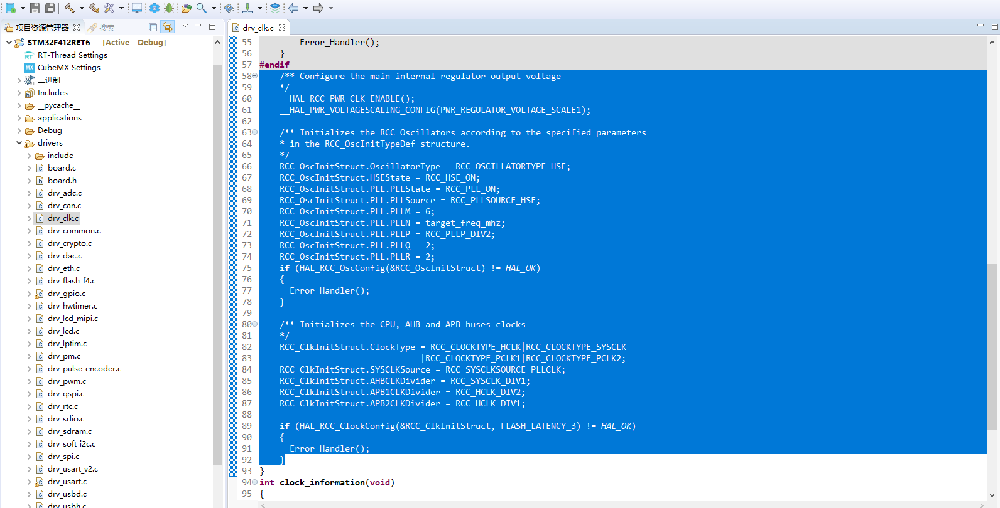 项目资源管理器
搜索
STM32F412RET6 [Active - Debug]
RT-Thread Settings
CubeMX Settings
二进制
Includes
__pycache__
applications
Debug
drivers
include
board.c
board.h
drv_adc.c
drv_can.c
drv_clk.c
drv_common.c
drv_crypto.c
drv_dac.c
drv_eth.c
drv_flash_f4.c
drv_gpio.c
drv_hwtimer.c
drv_lcd_mipi.c
drv_lcd.c
drv_lptim.c
drv_pm.c
drv_pulse_encoder.c
drv_pwm.c
drv_qspi.c
drv_rtc.c
drv_sdio.c
drv_sdram.c
drv_soft_i2c.c
drv_spi.c
drv_usart_v2.c
drv_usart.c
drv_usbd.c
drv_usbh.c
drv_clk.c
55         Error_Handler();
56     }
57 #endif
58     /** Configure the main internal regulator output voltage
59     */
60     __HAL_RCC_PWR_CLK_ENABLE();
61     __HAL_PWR_VOLTAGESCALING_CONFIG(PWR_REGULATOR_VOLTAGE_SCALE1);
62
63     /** Initializes the RCC Oscillators according to the specified parameters
64     * in the RCC_OscInitTypeDef structure.
65     */
66     RCC_OscInitStruct.OscillatorType = RCC_OSCILLATORTYPE_HSE;
67     RCC_OscInitStruct.HSEState = RCC_HSE_ON;
68     RCC_OscInitStruct.PLL.PLLState = RCC_PLL_ON;
69     RCC_OscInitStruct.PLL.PLLSource = RCC_PLLSOURCE_HSE;
70     RCC_OscInitStruct.PLL.PLLM = 6;
71     RCC_OscInitStruct.PLL.PLLN = target_freq_mhz;
72     RCC_OscInitStruct.PLL.PLLP = RCC_PLLP_DIV2;
73     RCC_OscInitStruct.PLL.PLLQ = 2;
74     RCC_OscInitStruct.PLL.PLLR = 2;
75     if (HAL_RCC_OscConfig(&RCC_OscInitStruct) != HAL_OK)
76     {
77       Error_Handler();
78     }
79
80     /** Initializes the CPU, AHB and APB buses clocks
81     */
82     RCC_ClkInitStruct.ClockType = RCC_CLOCKTYPE_HCLK|RCC_CLOCKTYPE_SYSCLK
83                                 |RCC_CLOCKTYPE_PCLK1|RCC_CLOCKTYPE_PCLK2;
84     RCC_ClkInitStruct.SYSCLKSource = RCC_SYSCLKSOURCE_PLLCLK;
85     RCC_ClkInitStruct.AHBCLKDivider = RCC_SYSCLK_DIV1;
86     RCC_ClkInitStruct.APB1CLKDivider = RCC_HCLK_DIV2;
87     RCC_ClkInitStruct.APB2CLKDivider = RCC_HCLK_DIV1;
88
89     if (HAL_RCC_ClockConfig(&RCC_ClkInitStruct, FLASH_LATENCY_3) != HAL_OK)
90     {
91       Error_Handler();
92     }
93 }
94 int clock_information(void)
95 {